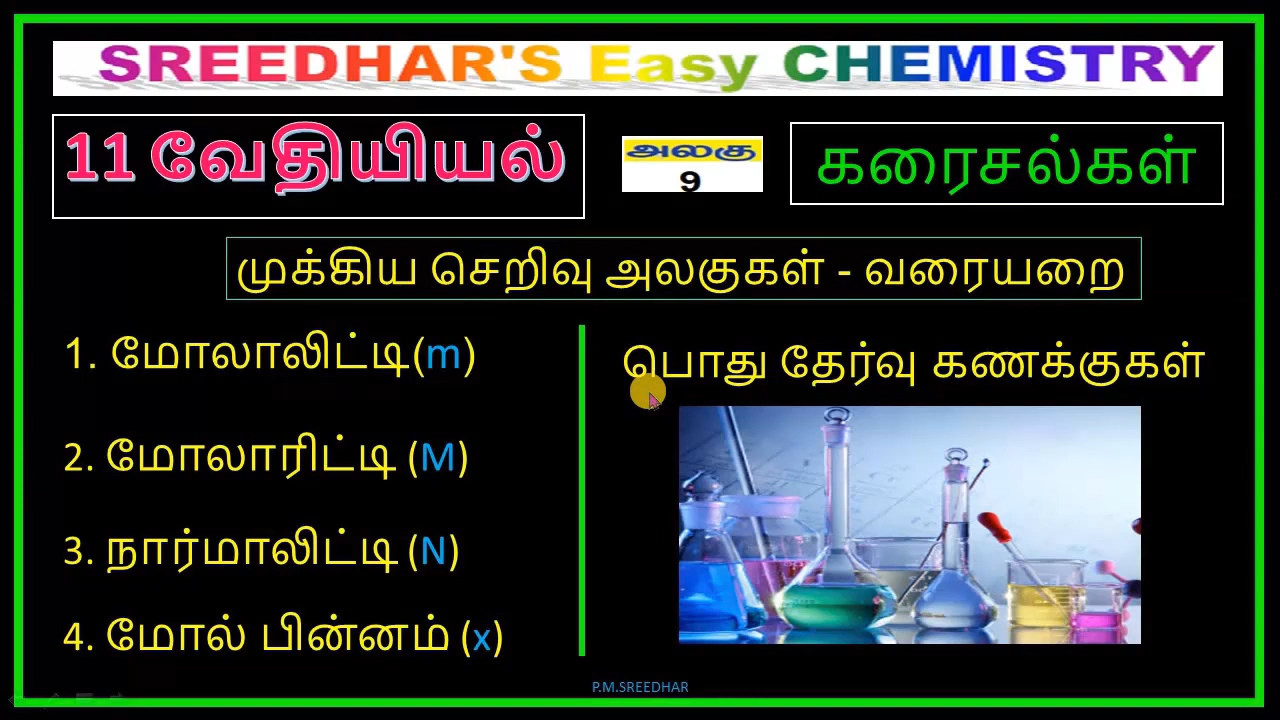 SREEDHAR'S Easy CHEMISTRY
11 வேதியியல்
அலகு
9
கரைசல்கள்
முக்கிய செறிவு அலகுகள் - வரையறை
1. மோலாலிட்டி(m)
2. மோலாரிட்டி (M)
3. நார்மாலிட்டி (N)
4. மோல் பின்னம் (x)
பொது தேர்வு கணக்குகள்
P.M.SREEDHAR